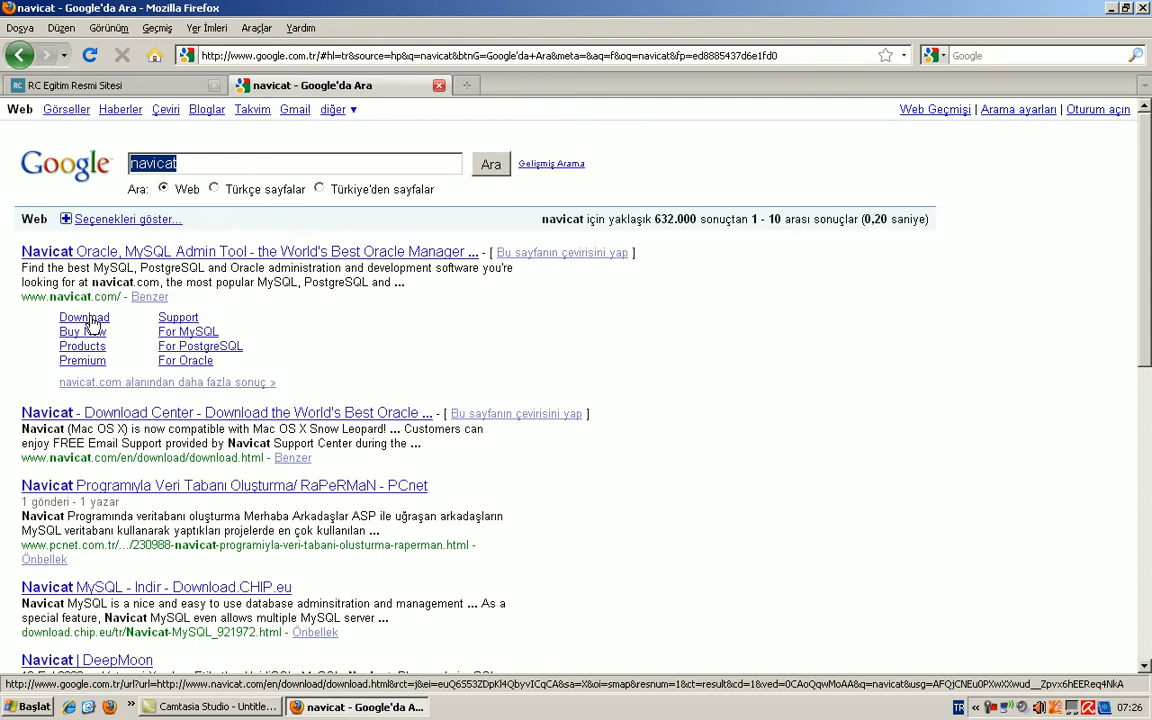 navicat - Google'da Ara - Mozilla Firefox
Dosya Düzen Görünüm Geçmiş Yer İmleri Araçlar Yardım
http://www.google.com.tr/#hl=tr&source=hp&q=navicat&btnG=Google'da+Ara&meta=&aq=f&oq=navicat&fp=ed8885437d6e1fd0
Google
RC Egitim Resmi Sitesi
navicat - Google'da Ara
Web Görseller Haberler Çeviri Bloglar Takvim Gmail diğer ▼
Web Geçmişi | Arama ayarları | Oturum açın
Google
navicat
Ara
Gelişmiş Arama
Ara: Web Türkçe sayfalar Türkiye'den sayfalar
Web Seçenekleri göster...
navicat için yaklaşık 632.000 sonuçtan 1 - 10 arası sonuçlar (0,20 saniye)
Navicat Oracle, MySQL Admin Tool - the World's Best Oracle Manager ... - [ Bu sayfanın çevirisini yap ]
Find the best MySQL, PostgreSQL and Oracle administration and development software you're
looking for at navicat.com, the most popular MySQL, PostgreSQL and ...
www.navicat.com/ - Benzer
Download Support
Buy Now For MySQL
Products For PostgreSQL
Premium For Oracle
navicat.com alanından daha fazla sonuç »
Navicat - Download Center - Download the World's Best Oracle ... - [ Bu sayfanın çevirisini yap ]
Navicat (Mac OS X) is now compatible with Mac OS X Snow Leopard! ... Customers can
enjoy FREE Email Support provided by Navicat Support Center during the ...
www.navicat.com/en/download/download.html - Benzer
Navicat Programıyla Veri Tabanı Oluşturma/ RaPeRMaN - PCnet
1 gönderi - 1 yazar
Navicat Programında veritabanı oluşturma Merhaba Arkadaşlar ASP ile uğraşan arkadaşların
MySQL veritabanı kullanarak yaptıkları projelerde en çok kullanılan ...
www.pcnet.com.tr/.../230988-navicat-programiyla-veri-tabani-olusturma-raperman.html -
Önbellek
Navicat MySQL - Indir - Download.CHIP.eu
Navicat MySQL is a nice and easy to use database adminsitration and management ... As a
special feature, Navicat MySQL even allows multiple MySQL server ...
download.chip.eu/tr/Navicat-MySQL_921972.html - Önbellek
Navicat | DeepMoon
Başlat
Camtasia Studio - Untitle...
navicat - Google'da A...
TR
07:26